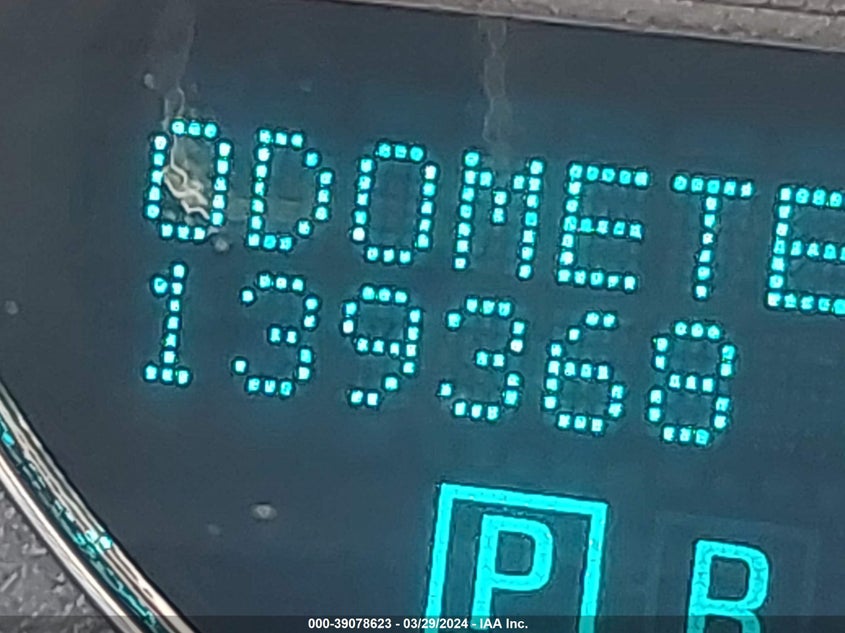 ODOMETE
139368
P R
000-39078623 - 03/29/2024 - IAA Inc.